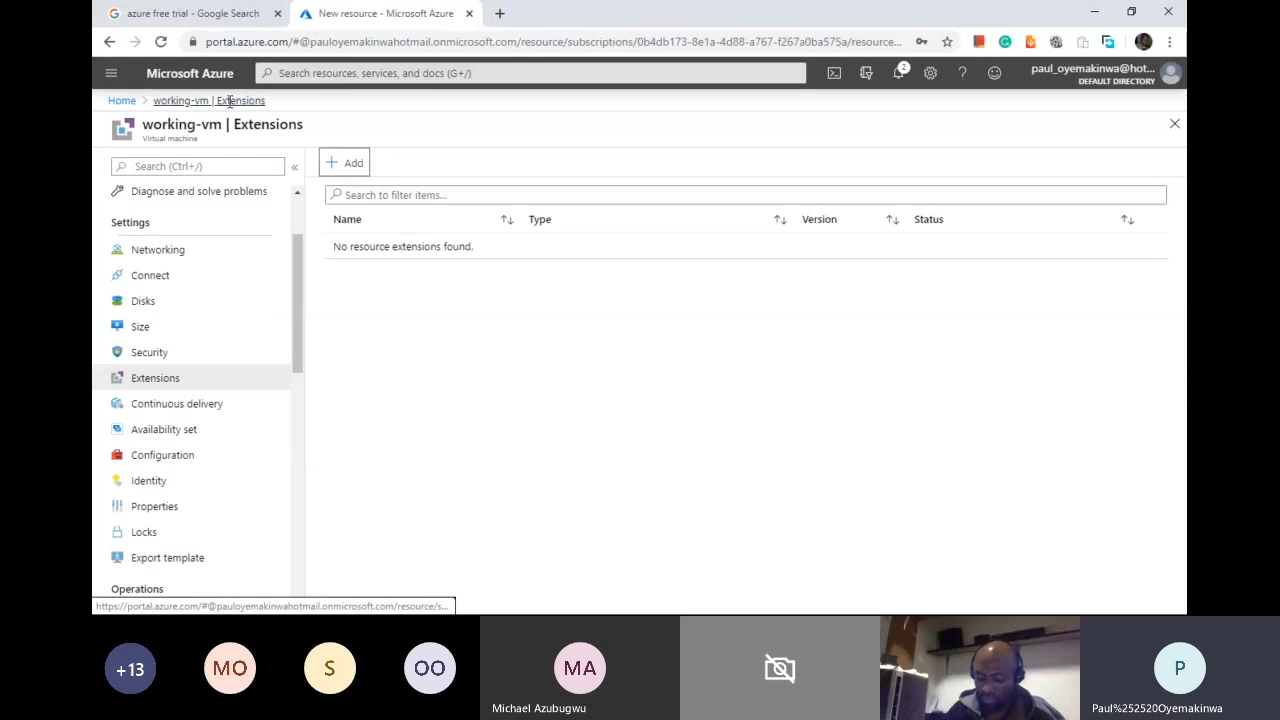 azure free trial - Google Search
New resource - Microsoft Azure
portal.azure.com/#@pauloyemakinwahotmail.onmicrosoft.com/resource/subscriptions/0b4db173-8e1a-4d88-a767-f267a0ba575a/resource...
Microsoft Azure
Search resources, services, and docs (G+/)
2
paul_oyemakinwa@hot...
DEFAULT DIRECTORY
Home > working-vm | Extensions
working-vm | Extensions
Virtual machine
Search (Ctrl+/)
«
Add
Diagnose and solve problems
Search to filter items...
Settings
Name Type Version Status
No resource extensions found.
Networking
Connect
Disks
Size
Security
Extensions
Continuous delivery
Availability set
Configuration
Identity
Properties
Locks
Export template
Operations
https://portal.azure.com/#@pauloyemakinwahotmail.onmicrosoft.com/resource/s...
+13
MO
S
OO
MA
P
Michael Azubugwu
Paul%252520Oyemakinwa